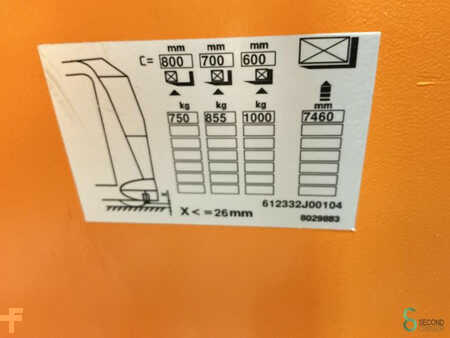 mm mm mm
C= 800 700 600
kg kg kg mm
750 855 1000 7460
612332J00104
X < = 26mm
8029883
SECOND